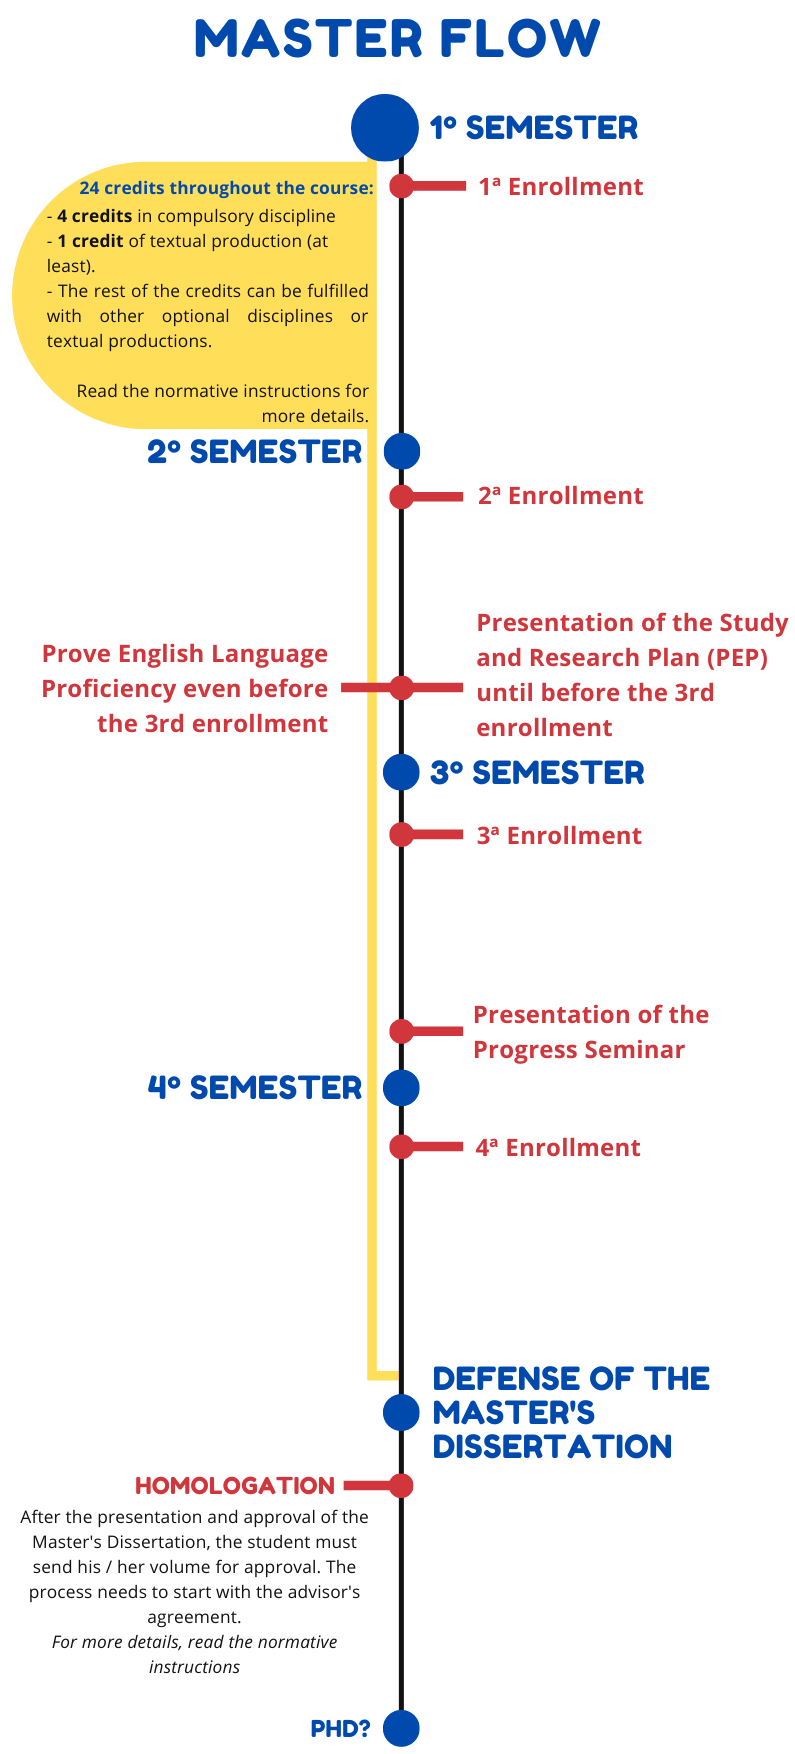 MASTER FLOW
1º SEMESTER
1ª Enrollment
24 credits throughout the course:
- 4 credits in compulsory discipline
- 1 credit of textual production (at
least).
- The rest of the credits can be fulfilled
with other optional disciplines or
textual productions.
Read the normative instructions for
more details.
2º SEMESTER
2ª Enrollment
Prove English Language
Proficiency even before
the 3rd enrollment
Presentation of the Study
and Research Plan (PEP)
until before the 3rd
enrollment
3º SEMESTER
3ª Enrollment
Presentation of the
Progress Seminar
4º SEMESTER
4ª Enrollment
DEFENSE OF THE
MASTER'S
DISSERTATION
HOMOLOGATION
After the presentation and approval of the
Master's Dissertation, the student must
send his / her volume for approval. The
process needs to start with the advisor's
agreement.
For more details, read the normative
instructions
PHD?